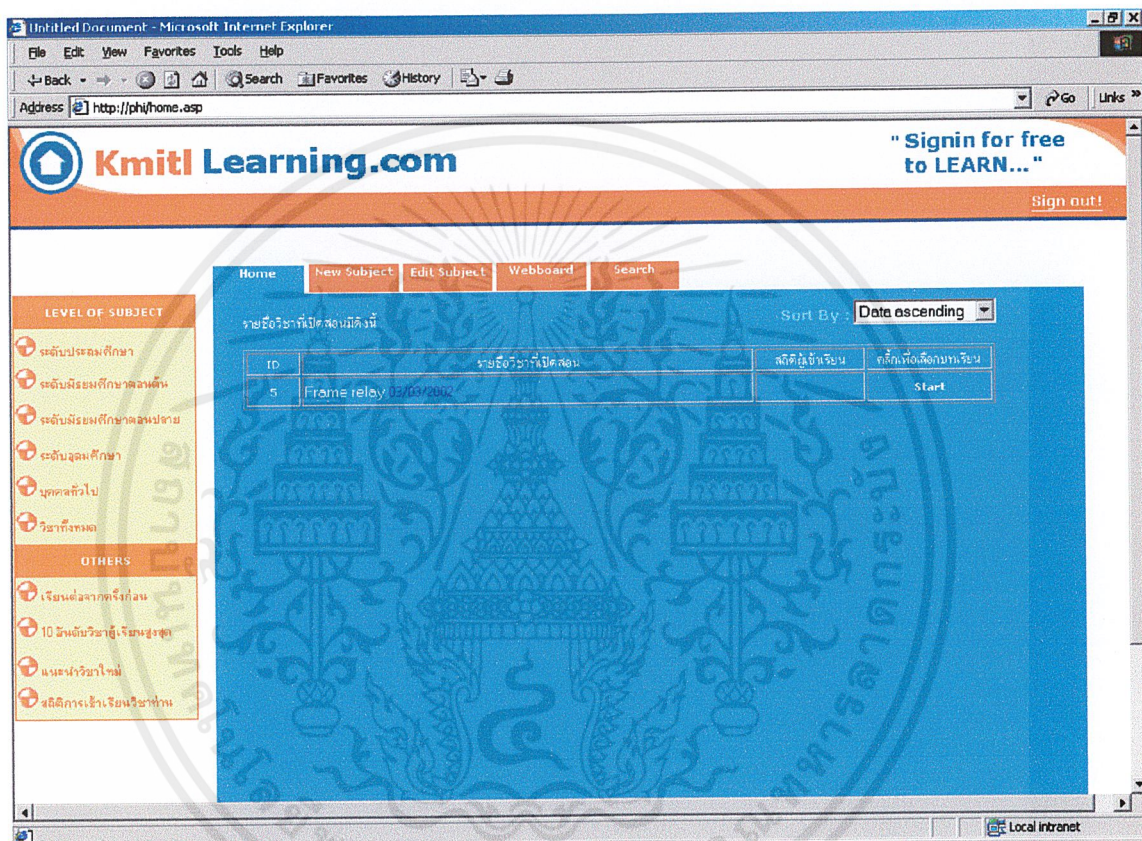 Untitled Document - Microsoft Internet Explorer
File Edit View Favorites Tools Help
Back Search Favorites History
Address http://phi/home.asp Go Links »
Kmitl Learning.com
" Signin for free
to LEARN... "
Sign out!
Home New Subject Edit Subject Webboard Search
LEVEL OF SUBJECT
ระดับประถมศึกษา
ระดับมัธยมศึกษาตอนต้น
ระดับมัธยมศึกษาตอนปลาย
ระดับอุดมศึกษา
บุคคลทั่วไป
วิชาทั้งหมด
OTHERS
เรียนต่อจากครั้งก่อน
10 อันดับวิชาผู้เรียนสูงสุด
แนะนำวิชาใหม่
สถิติการเข้าเรียนวิชาท่าน
รายชื่อวิชาที่เปิดสอนมีดังนี้
Sort By : Date ascending
ID รายชื่อวิชาที่เปิดสอน สถิติผู้เข้าเรียน คลิ๊กเพื่อเลือกบทเรียน
5 Frame relay 03/03/2002 Start
Local intranet